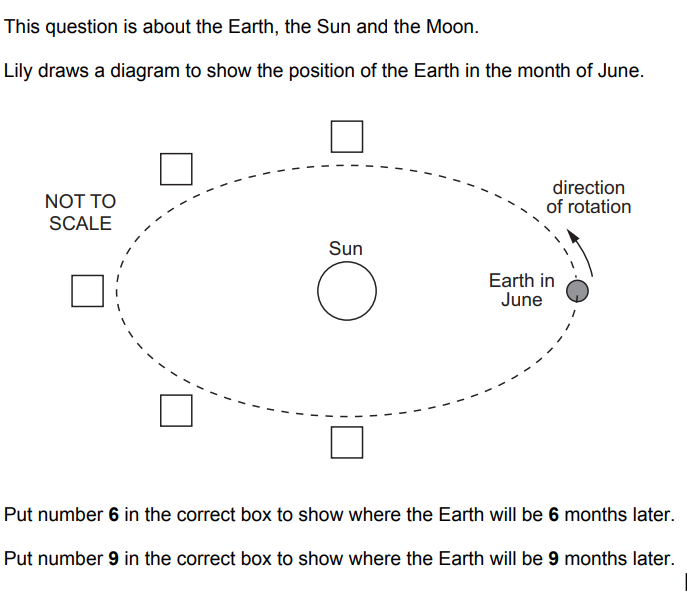 This question is about the Earth, the Sun and the Moon.
Lily draws a diagram to show the position of the Earth in the month of June.
direction
of rotation
NOT TO
SCALE
Sun
Earth in
June
Put number 6 in the correct box to show where the Earth will be 6 months later.
Put number 9 in the correct box to show where the Earth will be 9 months later.